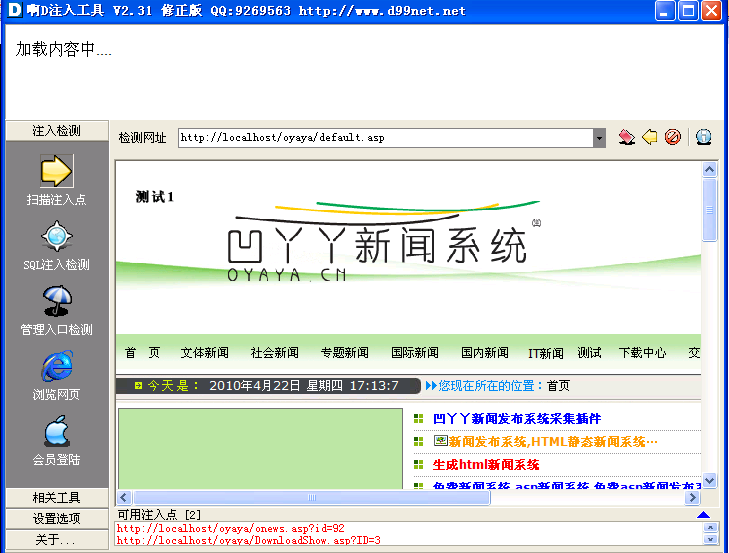 啊D注入工具 V2.31 修正版 QQ:9269563 http://www.d99net.net
加载内容中....
注入检测
检测网址 http://localhost/oyaya/default.asp
扫描注入点
SQL注入检测
管理入口检测
浏览网页
会员登陆
相关工具
设置选项
关于...
测试1
凹丫丫新闻系统
OYAYA.CN
首 页 文体新闻 社会新闻 专题新闻 国际新闻 国内新闻 IT新闻 测试 下载中心 交
今天是: 2010年4月22日 星期四 17:13:7 您现在所在的位置:首页
凹丫丫新闻发布系统采集插件
新闻发布系统,HTML静态新闻系统…
生成html新闻系统
免费新闻系统,asp新闻系统,免费asp新闻发布
可用注入点 [2]
http://localhost/oyaya/onews.asp?id=92
http://localhost/oyaya/DownloadShow.asp?ID=3